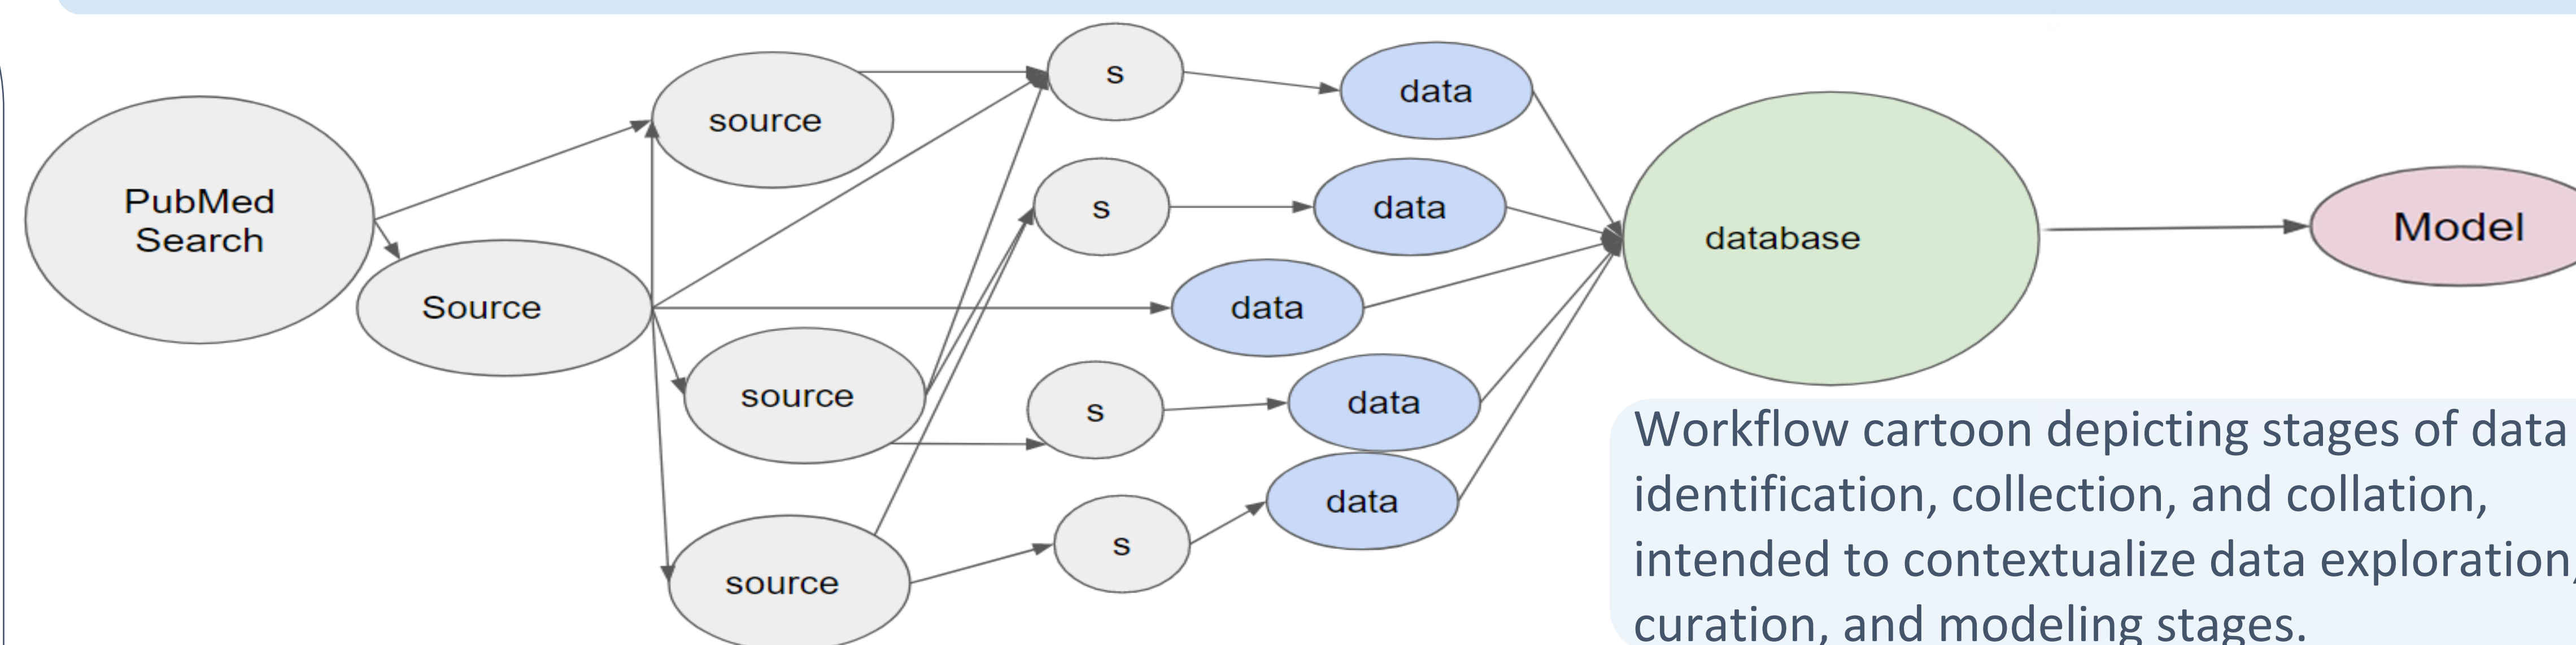 PubMed
Search
Source
source
source
source
s
s
s
s
data
data
data
data
data
database
Model
Workflow cartoon depicting stages of data
identification, collection, and collation,
intended to contextualize data exploration,
curation, and modeling stages.